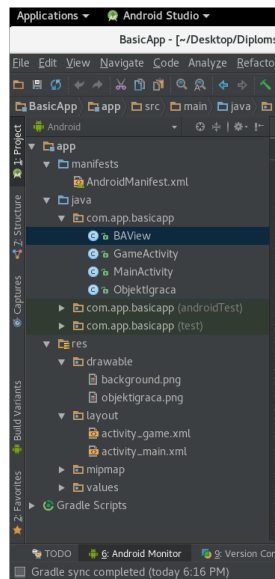 Applications Android Studio
BasicApp - [~/Desktop/Diploms
File Edit View Navigate Code Analyze Refacto
BasicApp app src main java
Android
app
manifests
AndroidManifest.xml
java
com.app.basicapp
BAView
GameActivity
MainActivity
ObjektIgraca
com.app.basicapp (androidTest)
com.app.basicapp (test)
res
drawable
background.png
objektigraca.png
layout
activity_game.xml
activity_main.xml
mipmap
values
Gradle Scripts
1: Project
7: Structure
Captures
Build Variants
2: Favorites
TODO 6: Android Monitor 9: Version Con
Gradle sync completed (today 6:16 PM)